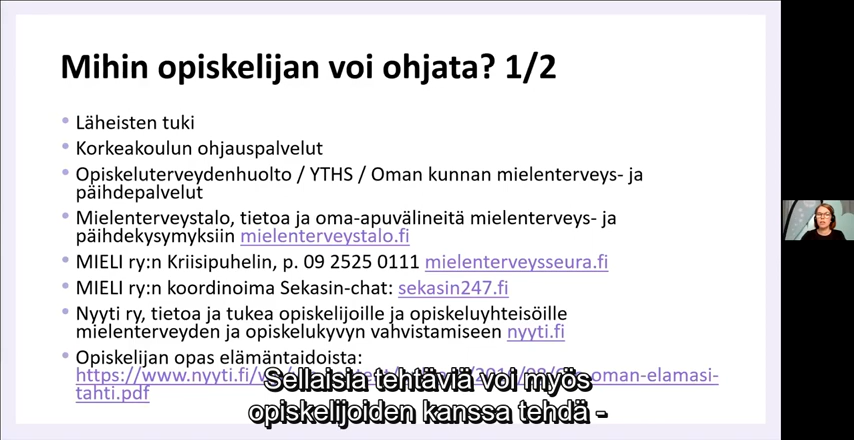 Mihin opiskelijan voi ohjata? 1/2
Läheisten tuki
Korkeakoulun ohjauspalvelut
Opiskeluterveydenhuolto / YTHS / Oman kunnan mielenterveys- ja
päihdepalvelut
Mielenterveystalo, tietoa ja oma-apuvälineitä mielenterveys- ja
päihdekysymyksiin mielenterveystalo.fi
MIELI ry:n Kriisipuhelin, p. 09 2525 0111 mielenterveysseura.fi
MIELI ry:n koordinoima Sekasin-chat: sekasin247.fi
Nyyti ry, tietoa ja tukea opiskelijoille ja opiskeluyhteisöille
mielenterveyden ja opiskelukyvyn vahvistamiseen nyyti.fi
Opiskelijan opas elämäntaidoista:
https://www.nyyti.fi/ oman-elamasi-
tahti.pdf
Sellaisia tehtäviä voi myös
opiskelijoiden kanssa tehdä -